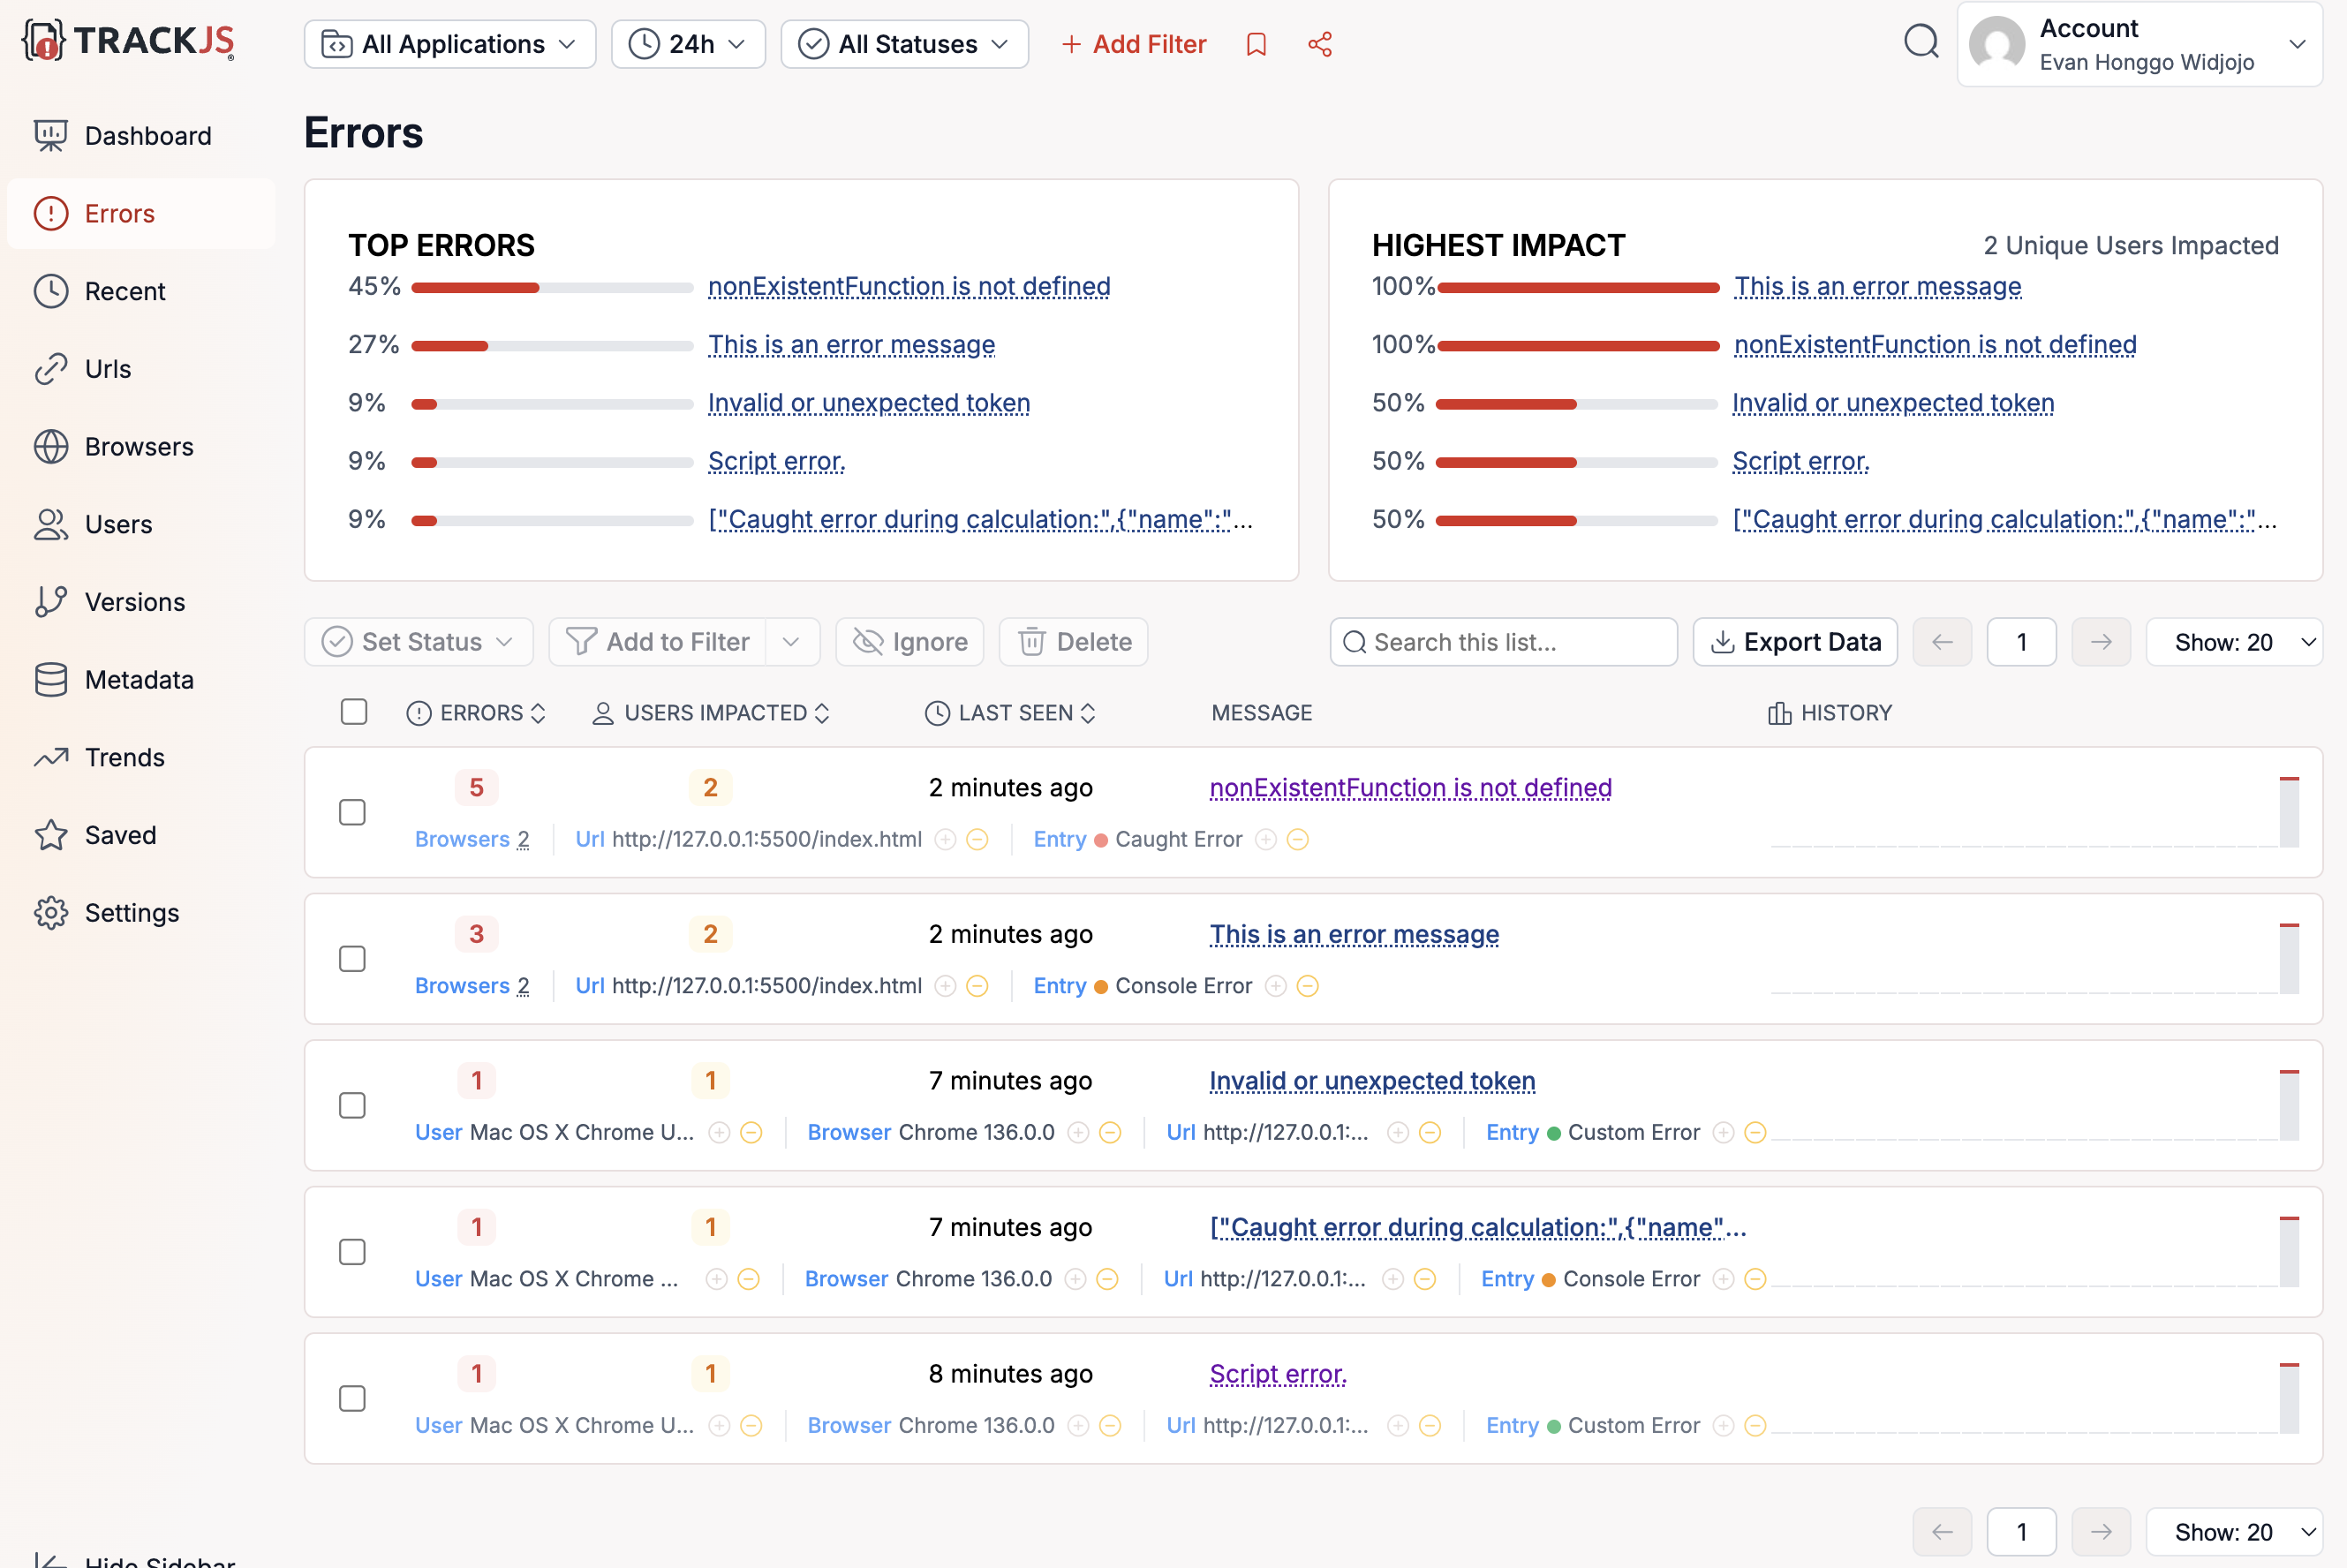 TRACKJS
All Applications
24h
All Statuses
+ Add Filter
Account
Evan Honggo Widjojo
Dashboard
Errors
Recent
Urls
Browsers
Users
Versions
Metadata
Trends
Saved
Settings
Hide Sidebar
Errors
TOP ERRORS
45% nonExistentFunction is not defined
27% This is an error message
9% Invalid or unexpected token
9% Script error.
9% ["Caught error during calculation:",{"name":"...
HIGHEST IMPACT 2 Unique Users Impacted
100% This is an error message
100% nonExistentFunction is not defined
50% Invalid or unexpected token
50% Script error.
50% ["Caught error during calculation:",{"name":"...
Set Status Add to Filter Ignore Delete Search this list... Export Data 1 Show: 20
ERRORS USERS IMPACTED LAST SEEN MESSAGE HISTORY
5 2 2 minutes ago nonExistentFunction is not defined
Browsers 2 Url http://127.0.0.1:5500/index.html Entry Caught Error
3 2 2 minutes ago This is an error message
Browsers 2 Url http://127.0.0.1:5500/index.html Entry Console Error
1 1 7 minutes ago Invalid or unexpected token
User Mac OS X Chrome U... Browser Chrome 136.0.0 Url http://127.0.0.1:... Entry Custom Error
1 1 7 minutes ago ["Caught error during calculation:",{"name"...
User Mac OS X Chrome ... Browser Chrome 136.0.0 Url http://127.0.0.1:... Entry Console Error
1 1 8 minutes ago Script error.
User Mac OS X Chrome U... Browser Chrome 136.0.0 Url http://127.0.0.1:... Entry Custom Error
1 Show: 20